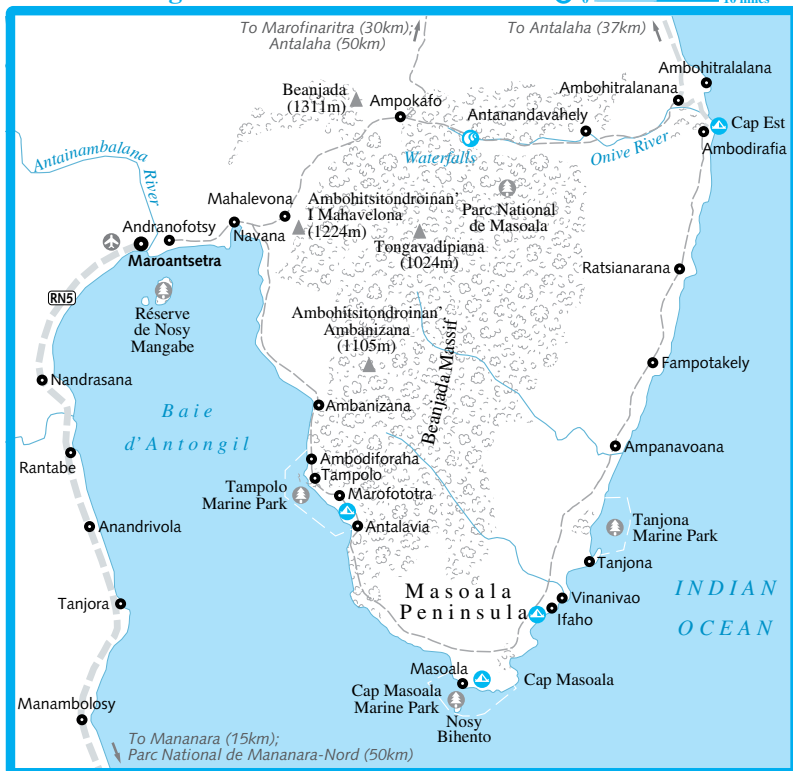 To Marofinaritra (30km);
Antalaha (50km)
To Antalaha (37km)
Ambohitralalana
Beanjada
(1311m)
Ambohitralanana
Ampokafo
Antanandavahely
Cap Est
Waterfalls
Onive River
Ambodirafia
Antainambalana
River
Mahalevona
Ambohitsitondroinan'
I Mahavelona
(1224m)
Parc National
de Masoala
Andranofotsy
Navana
Tongavadipiana
(1024m)
Maroantsetra
Ratsianarana
RN5
Réserve
de Nosy
Mangabe
Ambohitsitondroinan'
Ambanizana
(1105m)
Beanjada Massif
Fampotakely
Nandrasana
Baie
d'Antongil
Ambanizana
Ampanavoana
Rantabe
Ambodiforaha
Tampolo
Tampolo
Marine Park
Marofototra
Anandrivola
Antalavia
Tanjona
Marine Park
Tanjona
Masoala
Peninsula
Vinanivao
Ifaho
INDIAN
OCEAN
Tanjora
Masoala
Cap Masoala
Cap Masoala
Marine Park
Nosy
Bihento
Manambolosy
To Mananara (15km);
Parc National de Mananara-Nord (50km)